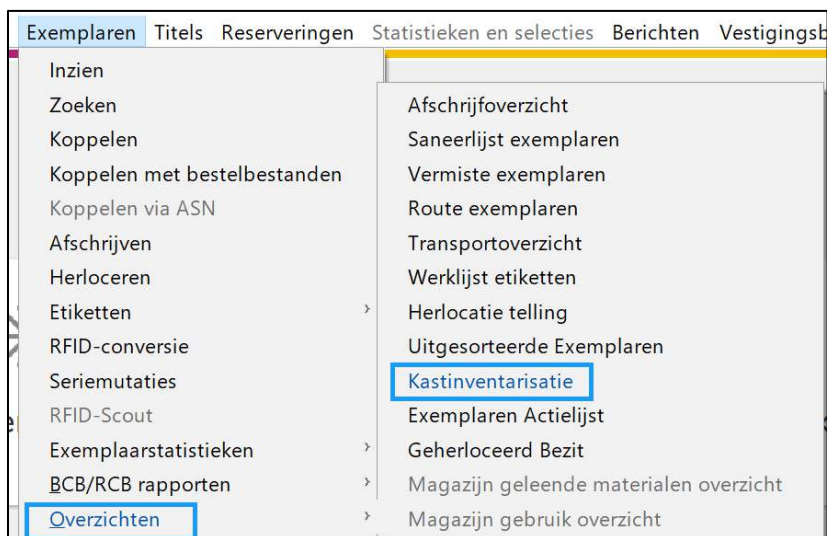 Exemplaren Titels Reserveringen Statistieken en selecties Berichten Vestigingsb
Inzien
Zoeken
Koppelen
Koppelen met bestelbestanden
Koppelen via ASN
Afschrijven
Herloceren
Etiketten
RFID-conversie
Seriemutaties
RFID-Scout
Exemplaarstatistieken
BCB/RCB rapporten
Overzichten
Afschrijfoverzicht
Saneerlijst exemplaren
Vermiste exemplaren
Route exemplaren
Transportoverzicht
Werklijst etiketten
Herlocatie telling
Uitgesorteerde Exemplaren
Kastinventarisatie
Exemplaren Actielijst
Geherloceerd Bezit
Magazijn geleende materialen overzicht
Magazijn gebruik overzicht